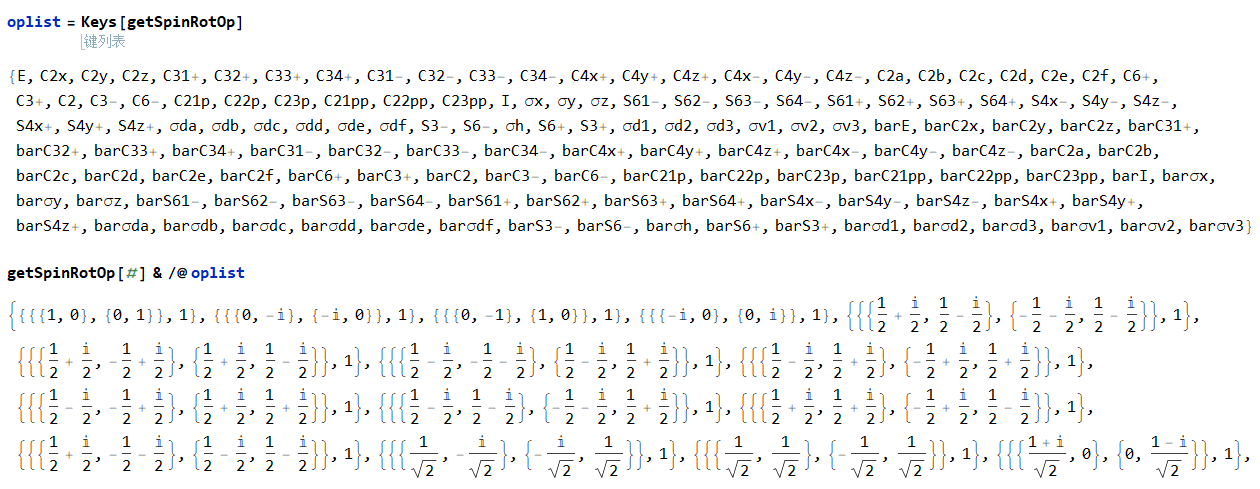 oplist = Keys[getSpinRotOp]
键列表
{E, C2x, C2y, C2z, C31+, C32+, C33+, C34+, C31-, C32-, C33-, C34-, C4x+, C4y+, C4z+, C4x-, C4y-, C4z-, C2a, C2b, C2c, C2d, C2e, C2f, C6+,
C3+, C2, C3-, C6-, C21p, C22p, C23p, C21pp, C22pp, C23pp, I, σx, σy, σz, S61-, S62-, S63-, S64-, S61+, S62+, S63+, S64+, S4x-, S4y-, S4z-,
S4x+, S4y+, S4z+, σda, σdb, σdc, σdd, σde, σdf, S3-, S6-, σh, S6+, S3+, σd1, σd2, σd3, σv1, σv2, σv3, barE, barC2x, barC2y, barC2z, barC31+,
barC32+, barC33+, barC34+, barC31-, barC32-, barC33-, barC34-, barC4x+, barC4y+, barC4z+, barC4x-, barC4y-, barC4z-, barC2a, barC2b,
barC2c, barC2d, barC2e, barC2f, barC6+, barC3+, barC2, barC3-, barC6-, barC21p, barC22p, barC23p, barC21pp, barC22pp, barC23pp, barI, barσx,
barσy, barσz, barS61-, barS62-, barS63-, barS64-, barS61+, barS62+, barS63+, barS64+, barS4x-, barS4y-, barS4z-, barS4x+, barS4y+,
barS4z+, barσda, barσdb, barσdc, barσdd, barσde, barσdf, barS3-, barS6-, barσh, barS6+, barS3+, barσd1, barσd2, barσd3, barσv1, barσv2, barσv3}
getSpinRotOp[#] & /@ oplist
{{{{1, 0}, {0, 1}}, 1}, {{{0, -i}, {-i, 0}}, 1}, {{{0, -1}, {1, 0}}, 1}, {{{-i, 0}, {0, i}}, 1}, {{{1/2 + i/2, 1/2 - i/2}, {-1/2 - i/2, 1/2 - i/2}}, 1},
{{{1/2 + i/2, -1/2 + i/2}, {1/2 + i/2, 1/2 - i/2}}, 1}, {{{1/2 - i/2, -1/2 - i/2}, {1/2 - i/2, 1/2 + i/2}}, 1}, {{{1/2 - i/2, 1/2 + i/2}, {-1/2 + i/2, 1/2 + i/2}}, 1},
{{{1/2 - i/2, -1/2 + i/2}, {1/2 + i/2, 1/2 + i/2}}, 1}, {{{1/2 - i/2, 1/2 - i/2}, {-1/2 - i/2, 1/2 + i/2}}, 1}, {{{1/2 + i/2, 1/2 + i/2}, {-1/2 + i/2, 1/2 - i/2}}, 1},
{{{1/2 + i/2, -1/2 - i/2}, {1/2 - i/2, 1/2 - i/2}}, 1}, {{{1/√2, -i/√2}, {-i/√2, 1/√2}}, 1}, {{{1/√2, 1/√2}, {-1/√2, 1/√2}}, 1}, {{{1 + i/√2, 0}, {0, 1 - i/√2}}, 1},